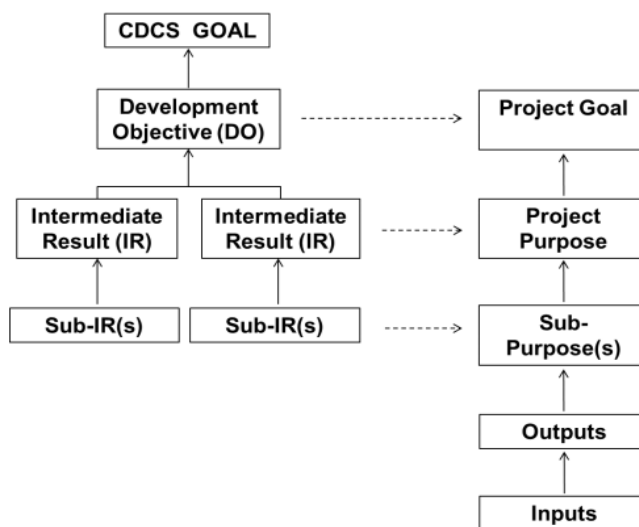 CDCS GOAL
Development
Objective (DO)
Project Goal
Intermediate
Result (IR)
Intermediate
Result (IR)
Project
Purpose
Sub-IR(s)
Sub-IR(s)
Sub-
Purpose(s)
Outputs
Inputs